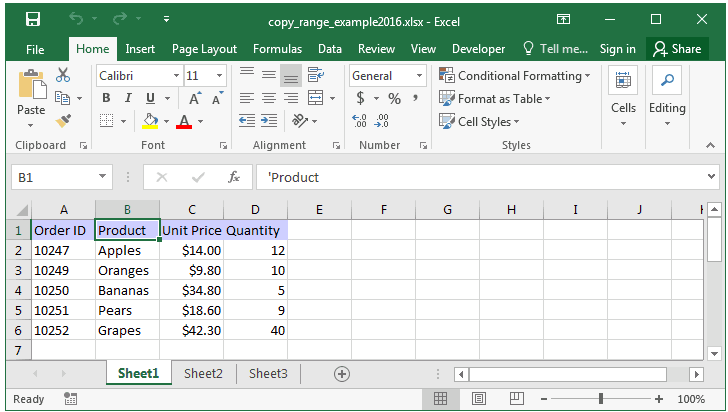 copy_range_example2016.xlsx - Excel
File Home Insert Page Layout Formulas Data Review View Developer Tell me... Sign in Share
Paste Calibri 11 General Conditional Formatting
B I U A A $ % , Format as Table Cells Editing
A .00 .00 Cell Styles
Clipboard Font Alignment Number Styles
B1 fx 'Product
A B C D E F G H I J
1 Order ID Product Unit Price Quantity
2 10247 Apples $14.00 12
3 10249 Oranges $9.80 10
4 10250 Bananas $34.80 5
5 10251 Pears $18.60 9
6 10252 Grapes $42.30 40
7
Sheet1 Sheet2 Sheet3
Ready 100%